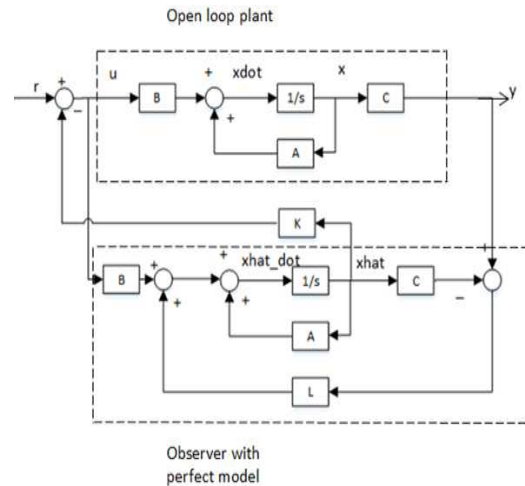 Open loop plant
r + − u B + + xdot 1/s x C y
A
K
B + + + + xhat_dot 1/s xhat C − +
A
L
Observer with
perfect model